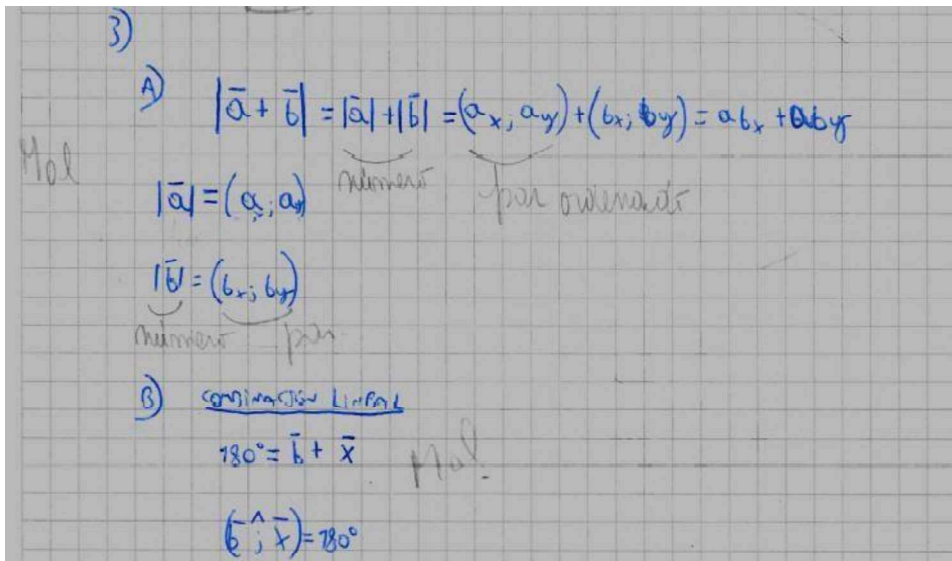 3)
A) |a̅ + b̅| = |a̅| + |b̅| = (ax; ay) + (bx; by) = abx + aby
Mal
número
par ordenado
|a̅| = (ax; ay)
|b̅| = (bx; by)
número par
B) COMBINACIÓN LINEAL
180° = b̅ + x̅
Mal
(b̅ ^; x̅) = 180°